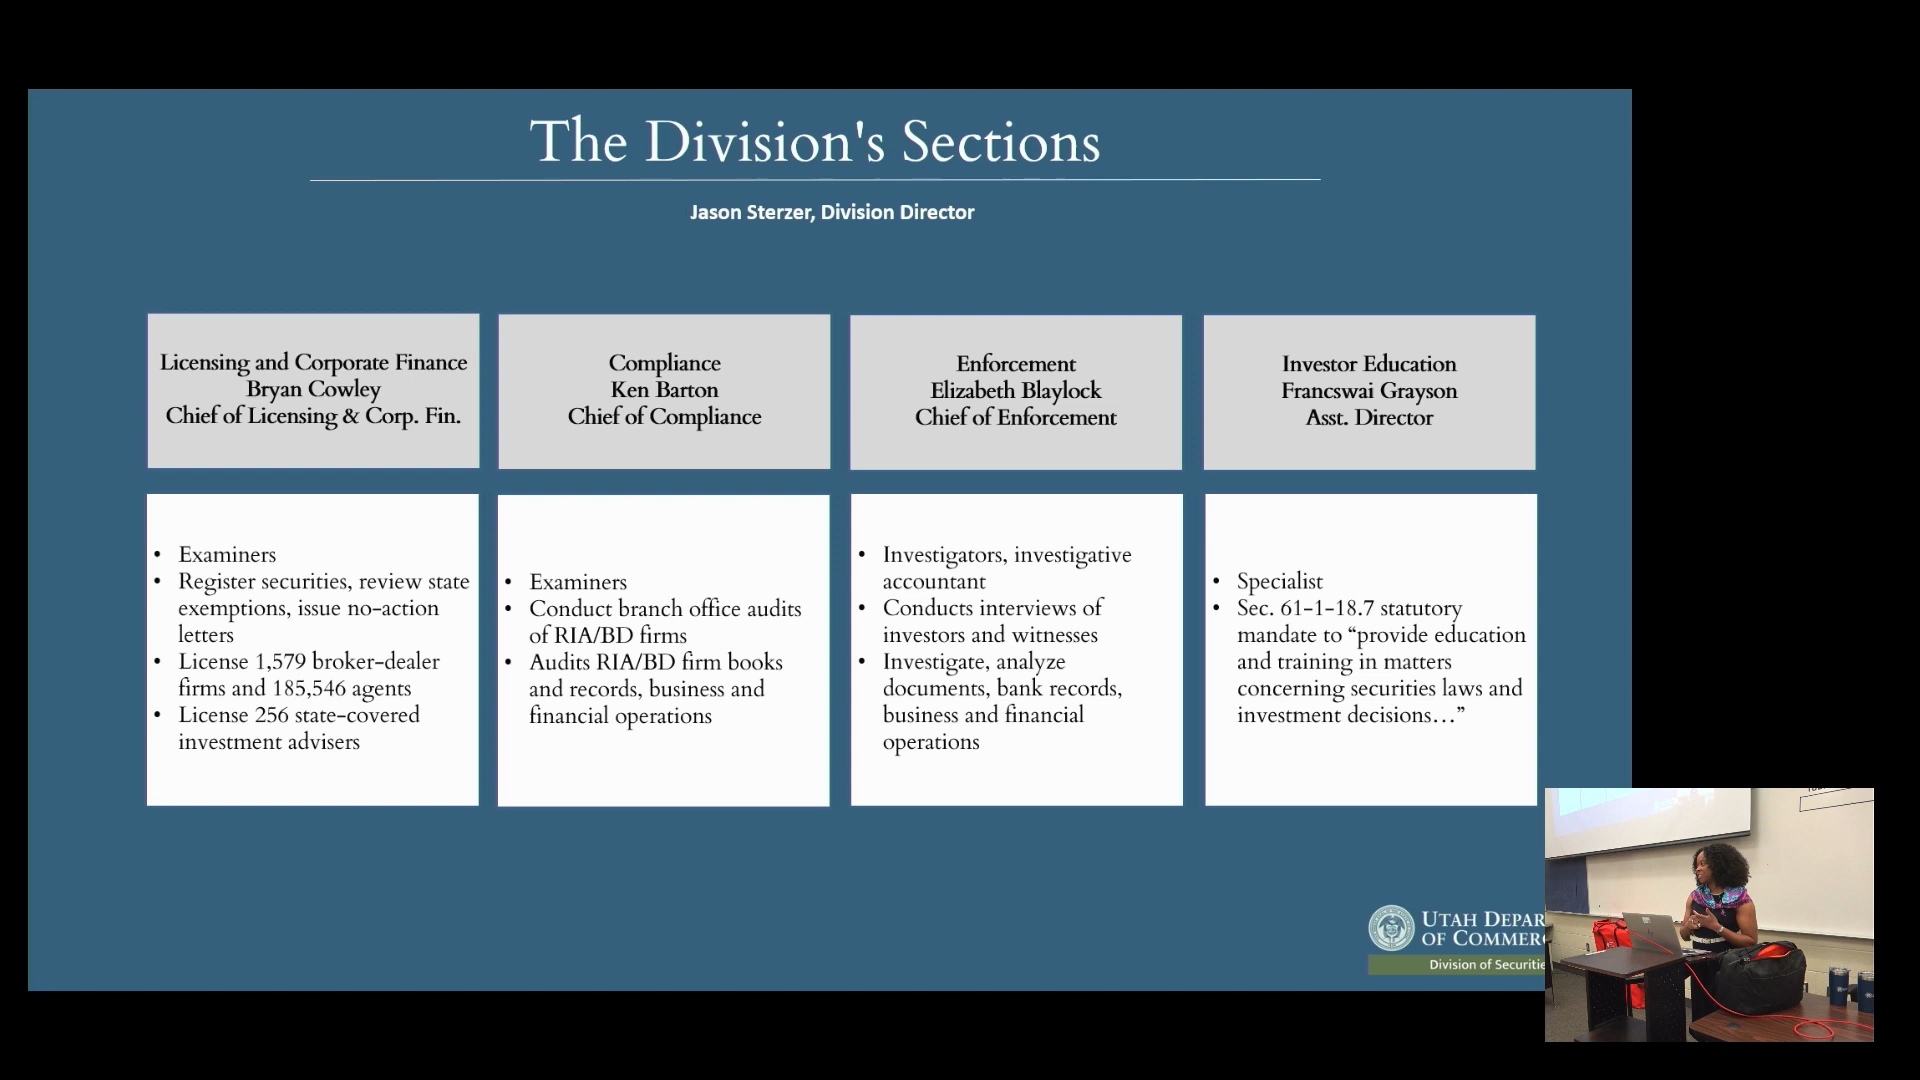 The Division's Sections
Jason Sterzer, Division Director
Licensing and Corporate Finance
Bryan Cowley
Chief of Licensing & Corp. Fin.
Compliance
Ken Barton
Chief of Compliance
Enforcement
Elizabeth Blaylock
Chief of Enforcement
Investor Education
Francswai Grayson
Asst. Director
• Examiners
• Register securities, review state
exemptions, issue no-action
letters
• License 1,579 broker-dealer
firms and 185,546 agents
• License 256 state-covered
investment advisers
• Examiners
• Conduct branch office audits
of RIA/BD firms
• Audits RIA/BD firm books
and records, business and
financial operations
• Investigators, investigative
accountant
• Conducts interviews of
investors and witnesses
• Investigate, analyze
documents, bank records,
business and financial
operations
• Specialist
• Sec. 61-1-18.7 statutory
mandate to “provide education
and training in matters
concerning securities laws and
investment decisions…”
UTAH DEPAR
OF COMMER
Division of Securitie